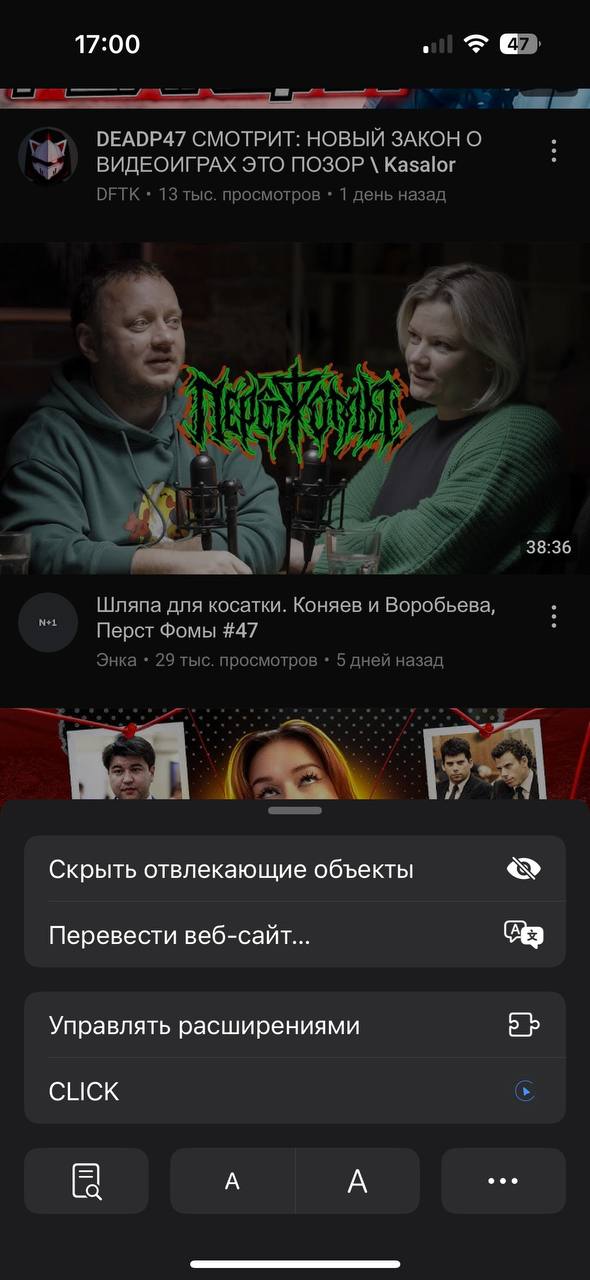 17:00
47
DEADP47 СМОТРИТ: НОВЫЙ ЗАКОН О
ВИДЕОИГРАХ ЭТО ПОЗОР \ Kasalor
DFTK • 13 тыс. просмотров • 1 день назад
ПЕРСТ ФОМЫ
38:36
N+1
Шляпа для косатки. Коняев и Воробьева,
Перст Фомы #47
Энка • 29 тыс. просмотров • 5 дней назад
Скрыть отвлекающие объекты
Перевести веб-сайт...
Управлять расширениями
CLICK
A
A